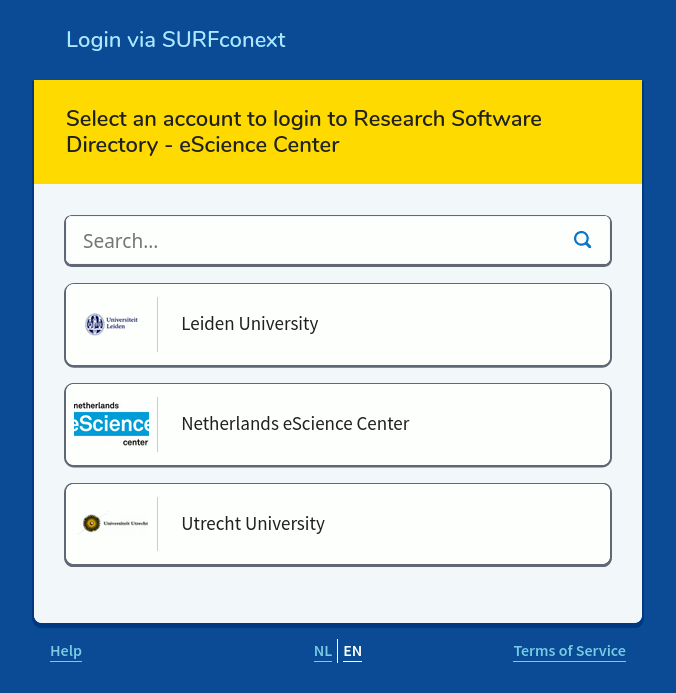 Login via SURFconext
Select an account to login to Research Software
Directory - eScience Center
Search...
Universiteit
Leiden
Leiden University
netherlands
eScience
center
Netherlands eScience Center
Universiteit Utrecht
Utrecht University
Help
NL
EN
Terms of Service